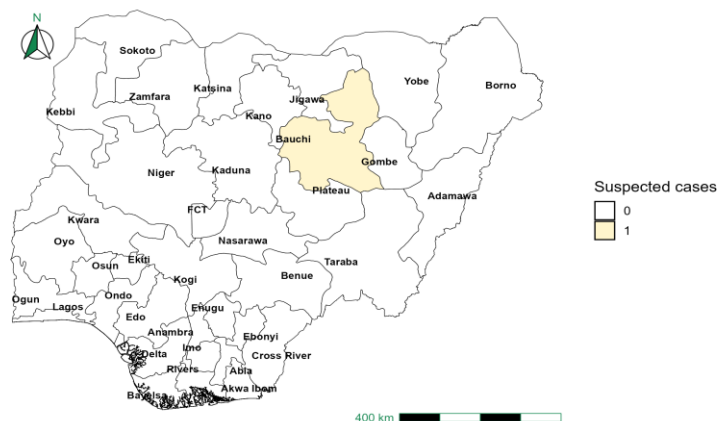 N
Sokoto
Yobe
Borno
Katsina
Zamfara
Jigawa
Kebbi
Kano
Bauchi
Gombe
Kaduna
Niger
Plateau
Adamawa
FCT
Kwara
Nasarawa
Oyo
Taraba
Ekiti
Osun
Kogi
Benue
Ogun
Ondo
Lagos
Enugu
Edo
Anambra
Ebonyi
Imo
Delta
Cross River
Rivers
Abia
Akwa Ibom
Bayelsa
Suspected cases
0
1
400 km